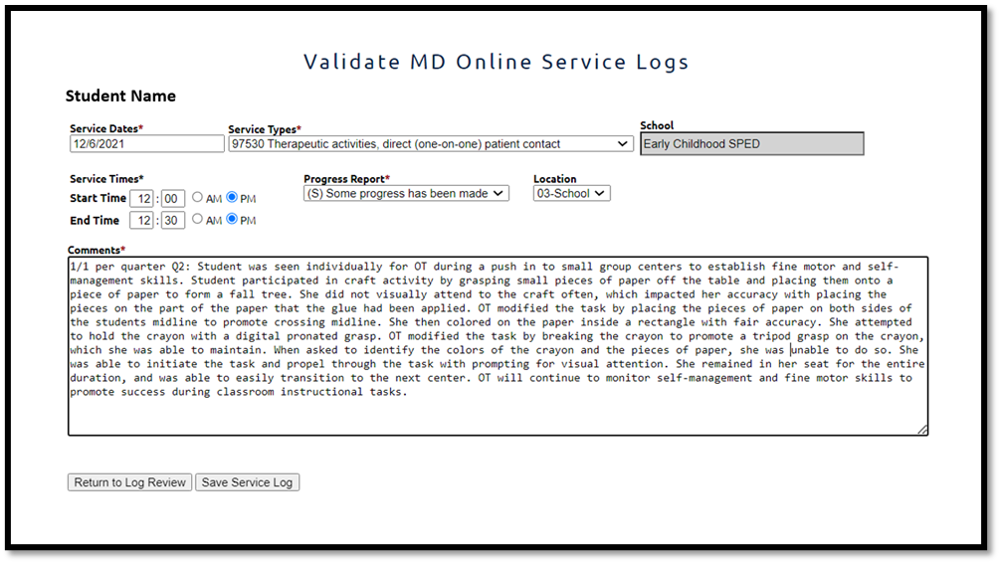 Validate MD Online Service Logs
Student Name
Service Dates* Service Types* School
12/6/2021 97530 Therapeutic activities, direct (one-on-one) patient contact Early Childhood SPED
Service Times* Progress Report* Location
Start Time 12 : 00 AM PM (S) Some progress has been made 03-School
End Time 12 : 30 AM PM
Comments*
1/1 per quarter Q2: Student was seen individually for OT during a push in to small group centers to establish fine motor and self-
management skills. Student participated in craft activity by grasping small pieces of paper off the table and placing them onto a
piece of paper to form a fall tree. She did not visually attend to the craft often, which impacted her accuracy with placing the
pieces on the part of the paper that the glue had been applied. OT modified the task by placing the pieces of paper on both sides of
the students midline to promote crossing midline. She then colored on the paper inside a rectangle with fair accuracy. She attempted
to hold the crayon with a digital pronated grasp. OT modified the task by breaking the crayon to promote a tripod grasp on the crayon,
which she was able to maintain. When asked to identify the colors of the crayon and the pieces of paper, she was unable to do so. She
was able to initiate the task and propel through the task with prompting for visual attention. She remained in her seat for the entire
duration, and was able to easily transition to the next center. OT will continue to monitor self-management and fine motor skills to
promote success during classroom instructional tasks.
Return to Log Review Save Service Log